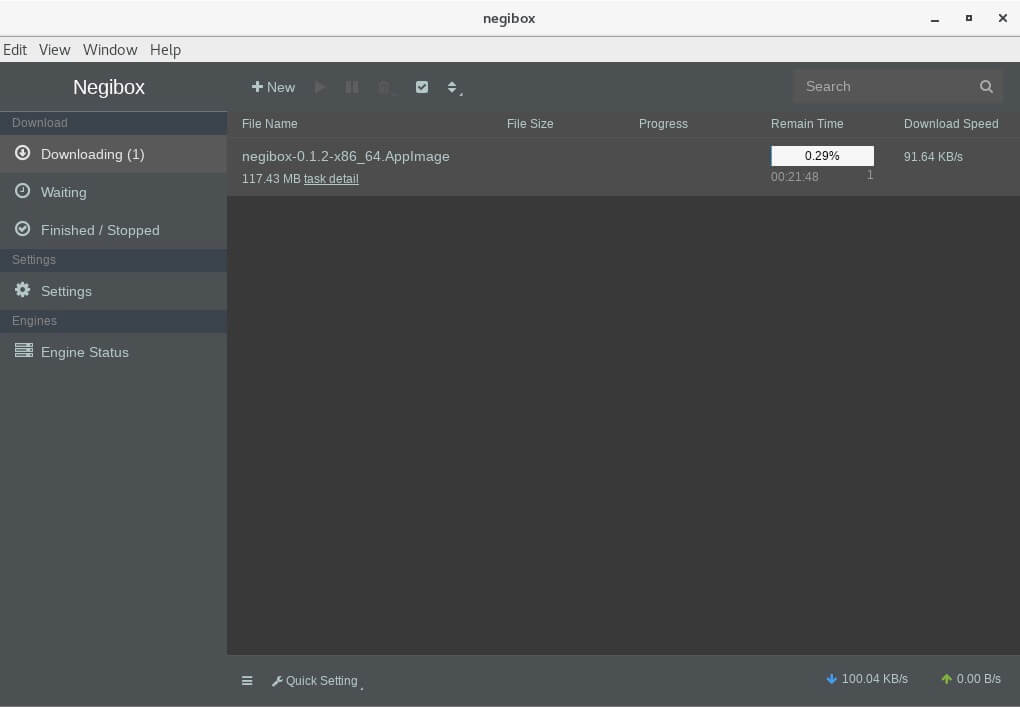 negibox
Edit View Window Help
Negibox
New
Search
Download
File Name File Size Progress Remain Time Download Speed
Downloading (1)
negibox-0.1.2-x86_64.AppImage
0.29%
91.64 KB/s
117.43 MB task detail
00:21:48
1
Waiting
Finished / Stopped
Settings
Settings
Engines
Engine Status
Quick Setting
100.04 KB/s
0.00 B/s